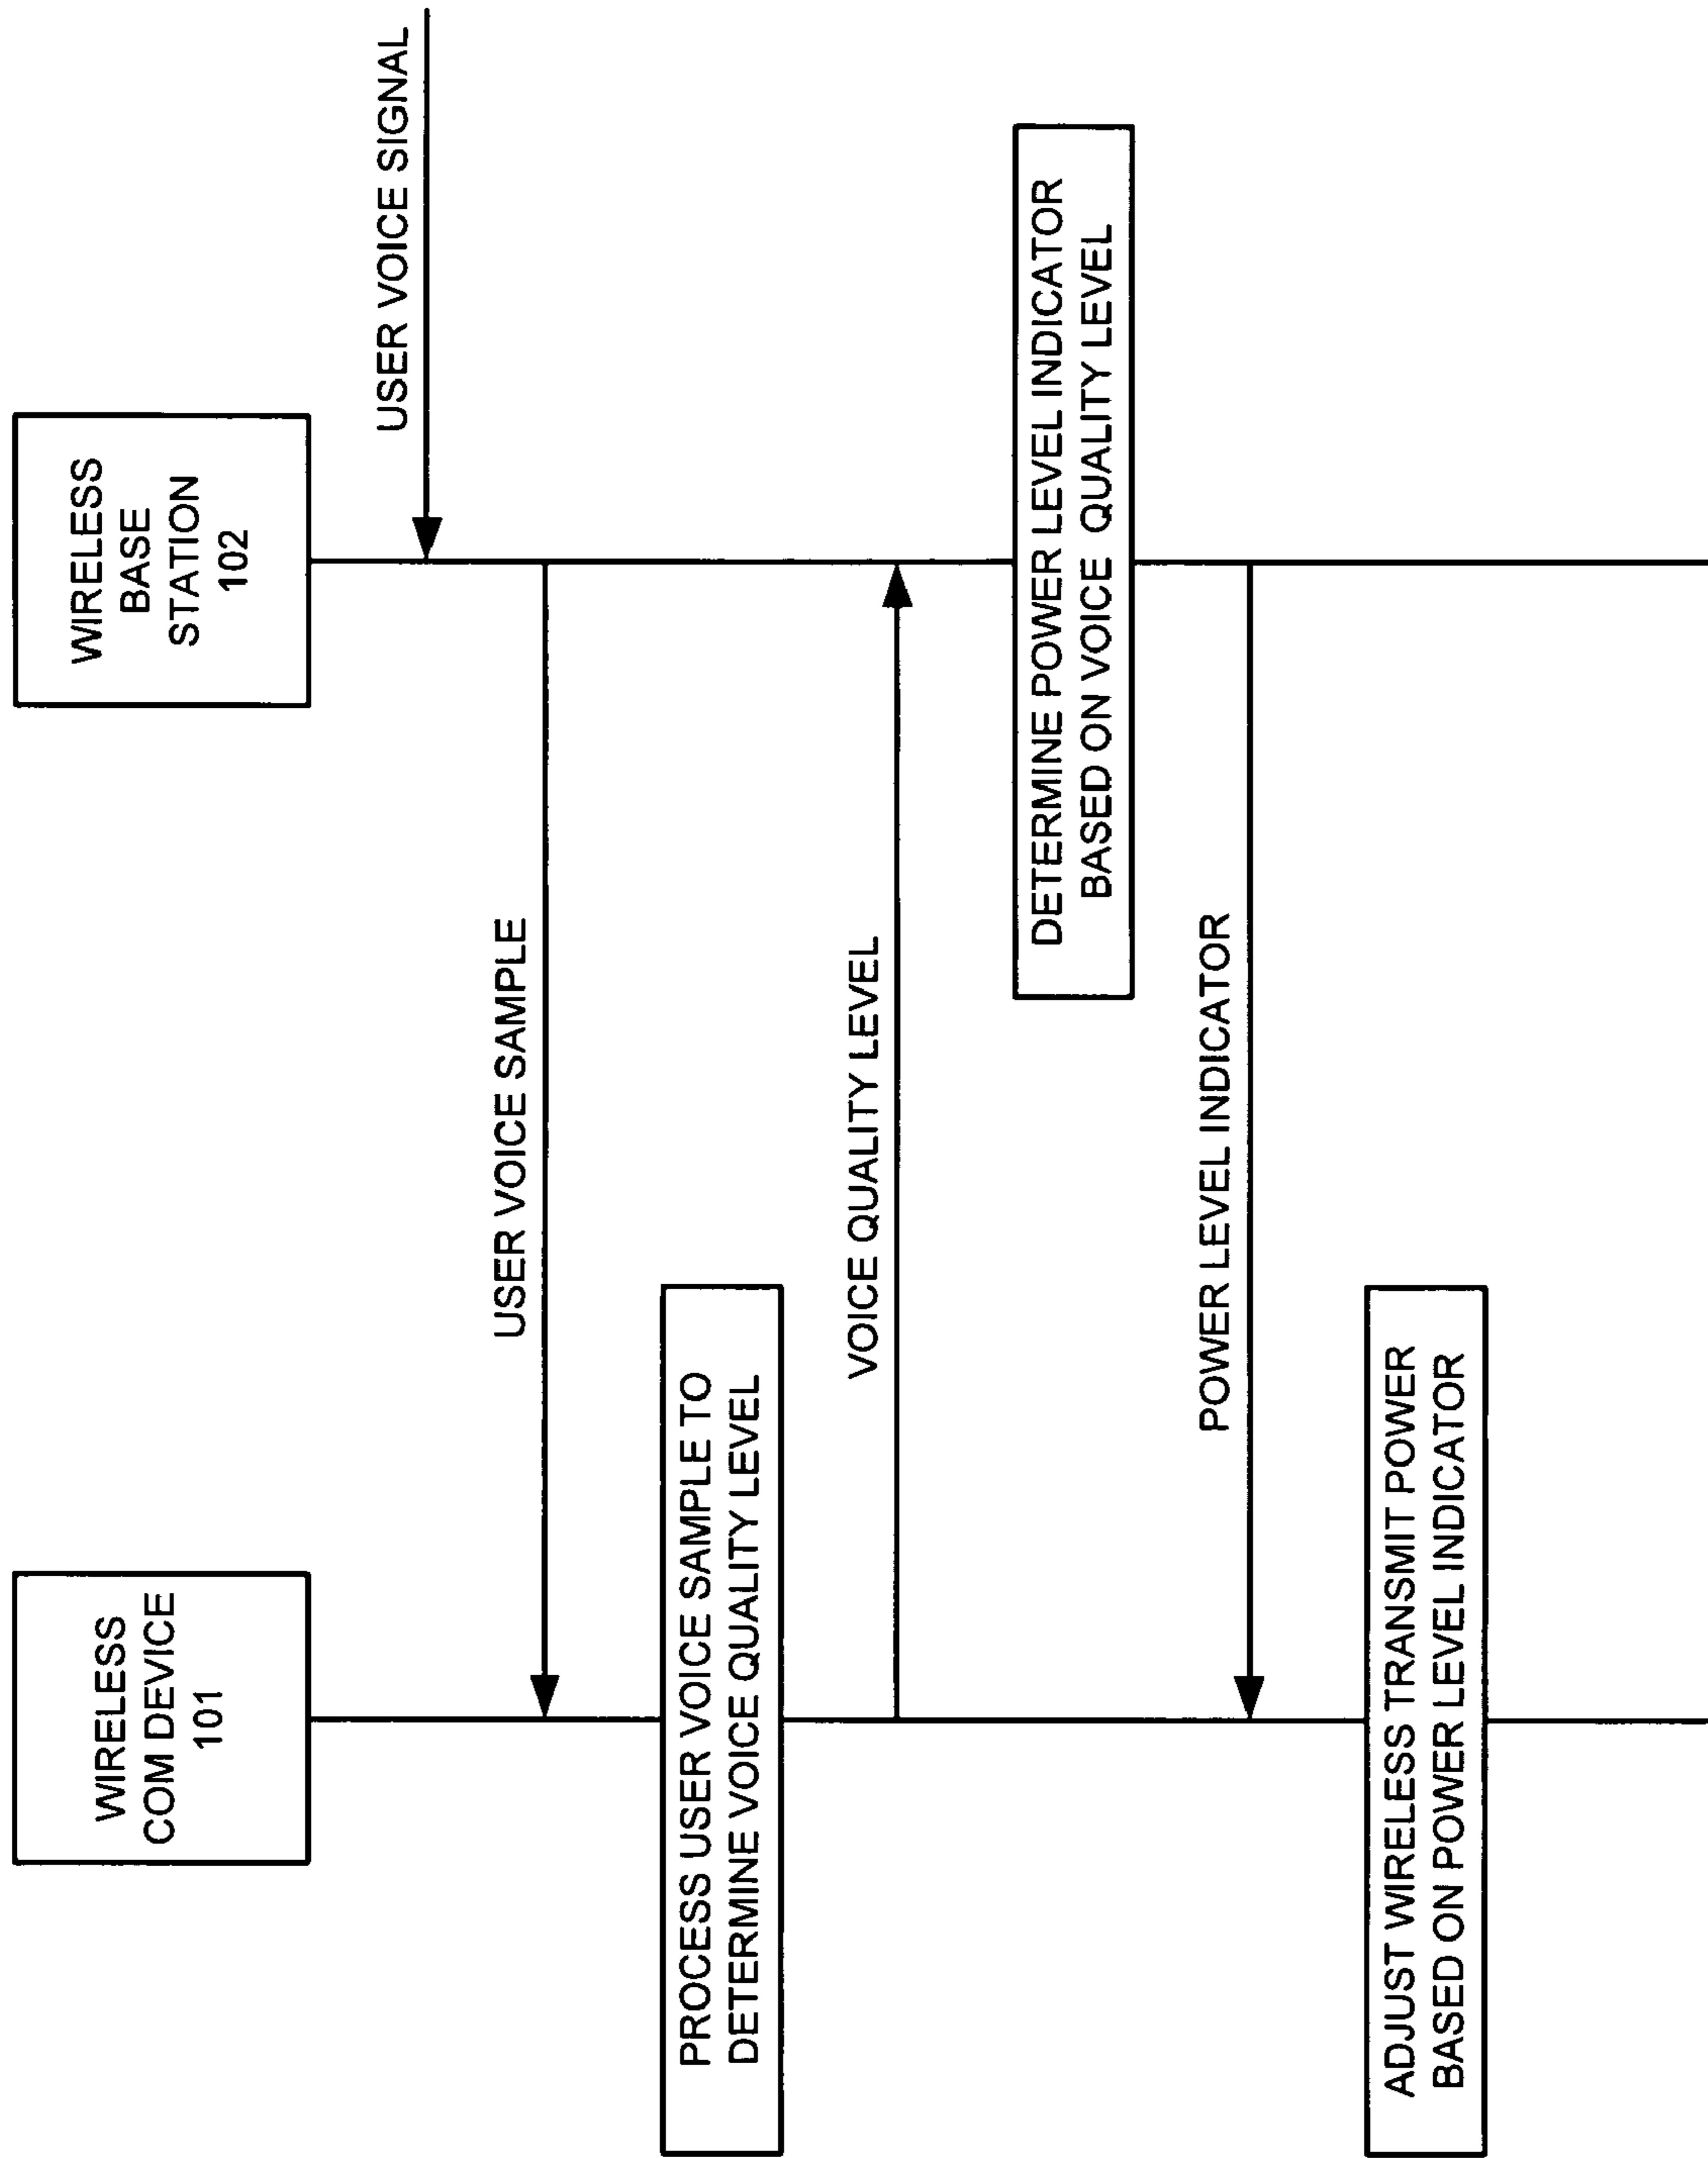 WIRELESS
COM DEVICE
101
WIRELESS
BASE
STATION
102
USER VOICE SIGNAL
USER VOICE SAMPLE
PROCESS USER VOICE SAMPLE TO
DETERMINE VOICE QUALITY LEVEL
VOICE QUALITY LEVEL
DETERMINE POWER LEVEL INDICATOR
BASED ON VOICE QUALITY LEVEL
POWER LEVEL INDICATOR
ADJUST WIRELESS TRANSMIT POWER
BASED ON POWER LEVEL INDICATOR